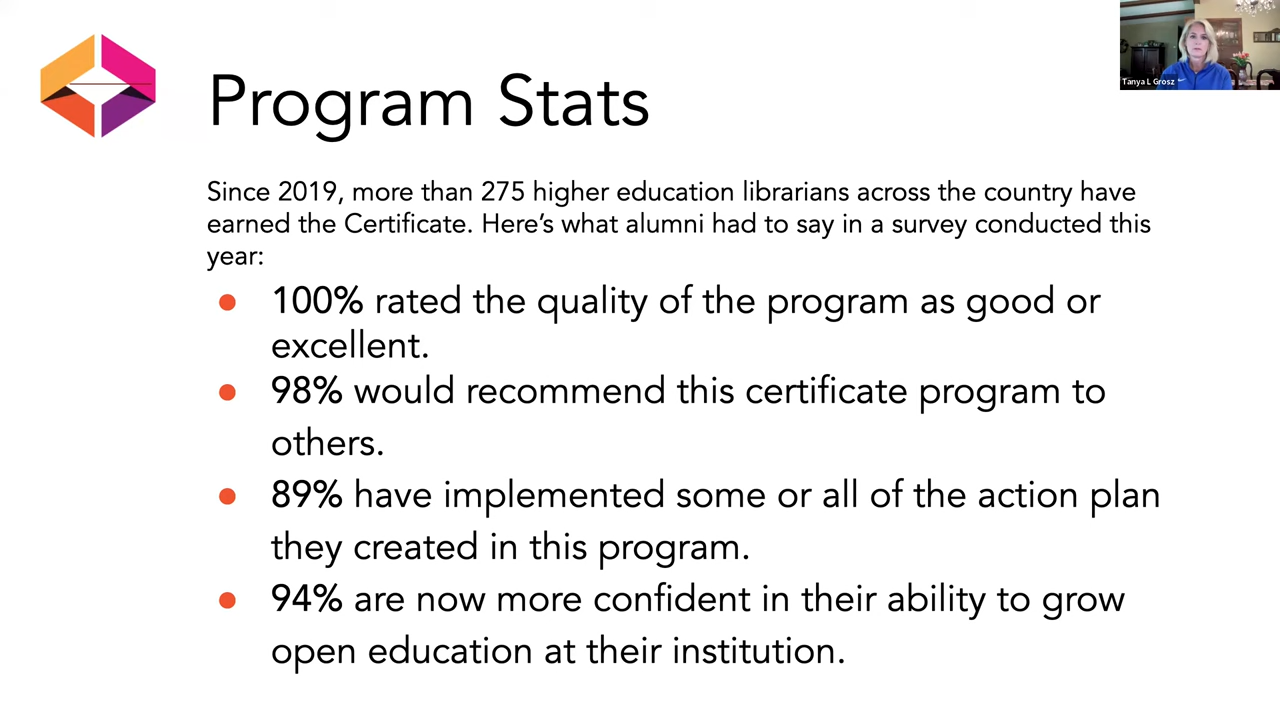 Tanya L Grosz
Program Stats
Since 2019, more than 275 higher education librarians across the country have
earned the Certificate. Here’s what alumni had to say in a survey conducted this
year:
● 100% rated the quality of the program as good or
excellent.
● 98% would recommend this certificate program to
others.
● 89% have implemented some or all of the action plan
they created in this program.
● 94% are now more confident in their ability to grow
open education at their institution.